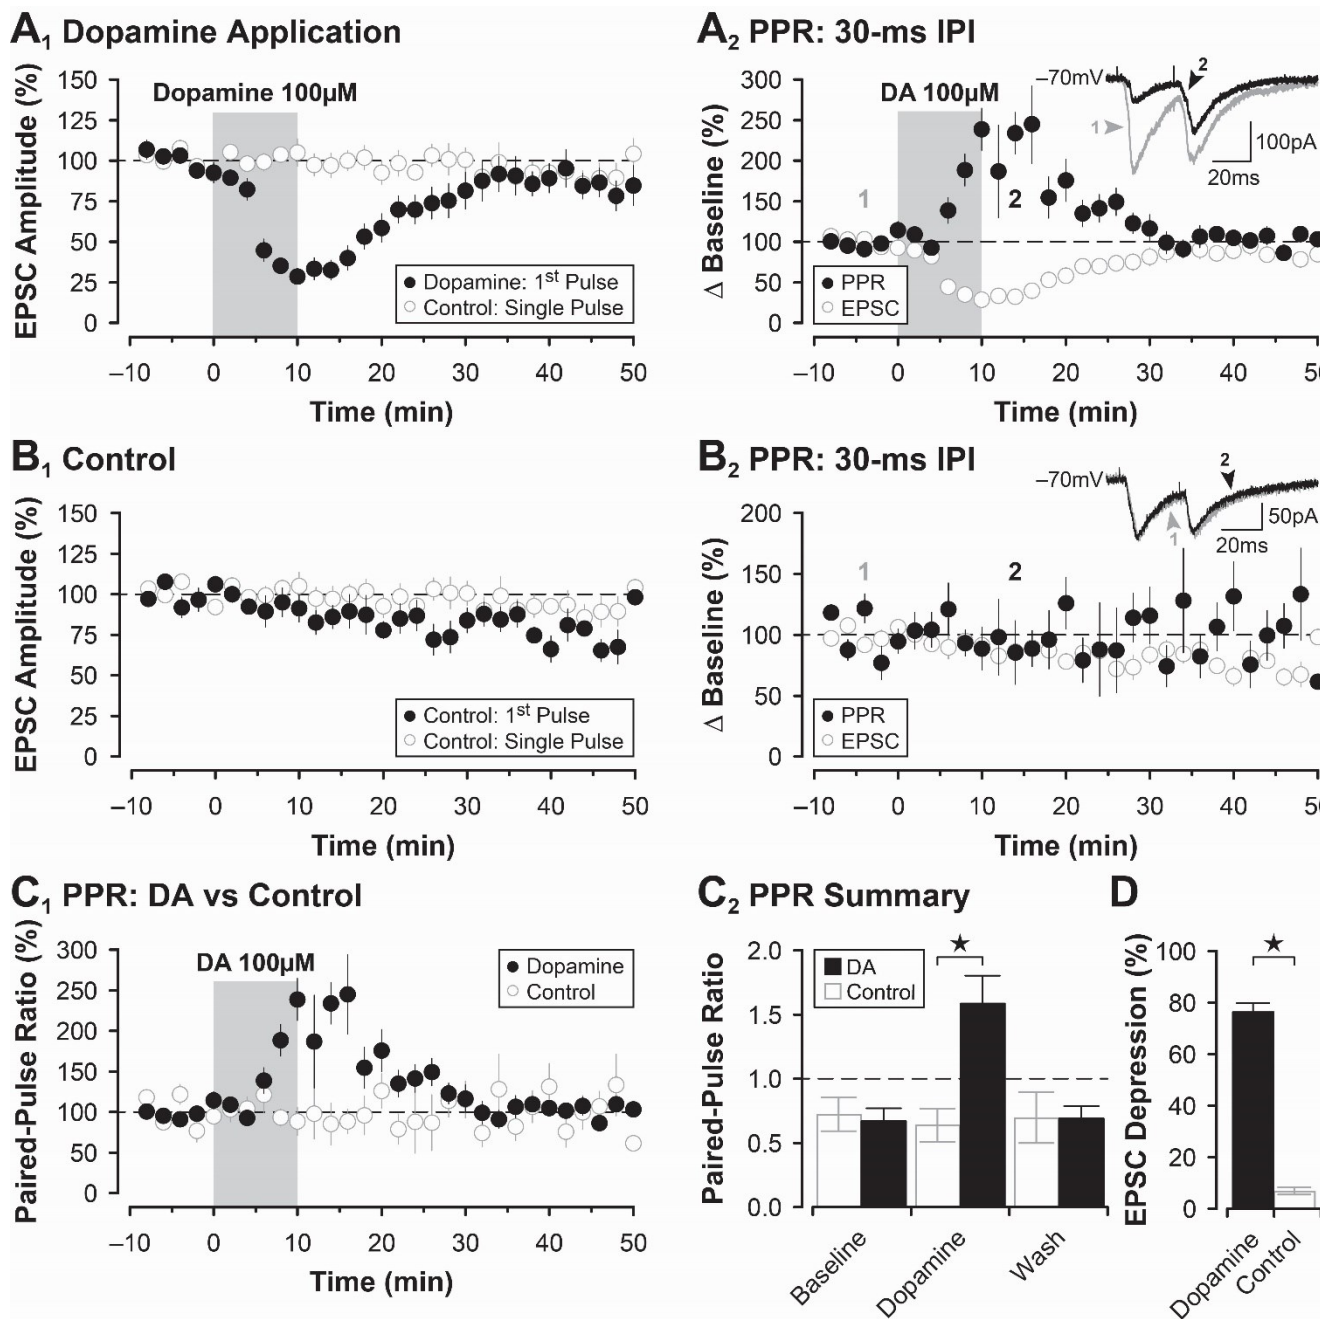 A1 Dopamine Application
EPSC Amplitude (%)
150
125
100
75
50
25
0
Dopamine 100µM
Dopamine: 1st Pulse
Control: Single Pulse
–10 0 10 20 30 40 50
Time (min)
A2 PPR: 30-ms IPI
Δ Baseline (%)
300
250
200
150
100
50
0
DA 100µM
–70mV
2
1
100pA
20ms
1
2
PPR
EPSC
–10 0 10 20 30 40 50
Time (min)
B1 Control
EPSC Amplitude (%)
150
125
100
75
50
25
0
Control: 1st Pulse
Control: Single Pulse
–10 0 10 20 30 40 50
Time (min)
B2 PPR: 30-ms IPI
Δ Baseline (%)
200
150
100
50
0
–70mV
2
1
50pA
20ms
1
2
PPR
EPSC
–10 0 10 20 30 40 50
Time (min)
C1 PPR: DA vs Control
Paired-Pulse Ratio (%)
300
250
200
150
100
50
0
DA 100µM
Dopamine
Control
–10 0 10 20 30 40 50
Time (min)
C2 PPR Summary
Paired-Pulse Ratio
2.0
1.5
1.0
0.5
0.0
DA
Control
★
Baseline
Dopamine
Wash
D
EPSC Depression (%)
100
80
60
40
20
0
★
Dopamine
Control